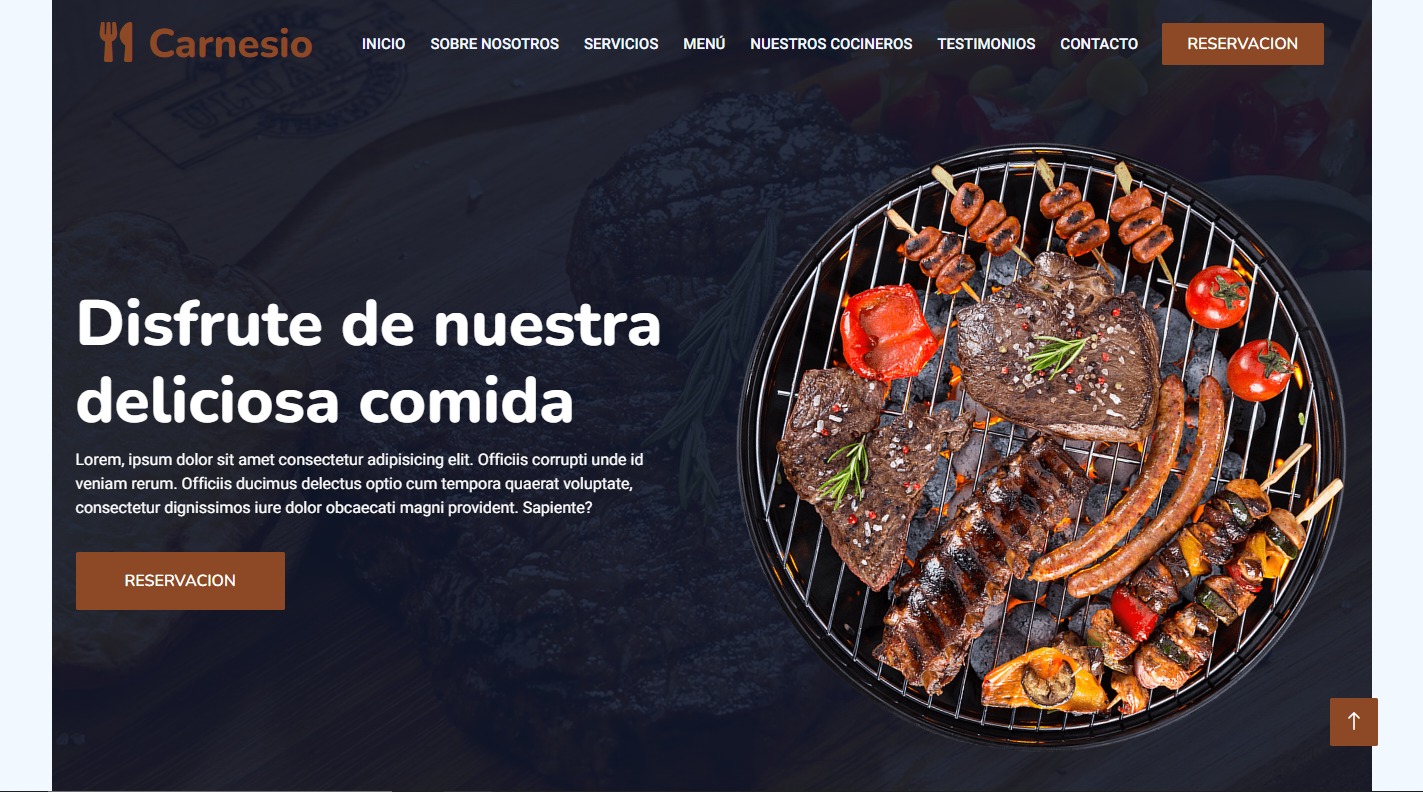 Carnesio
INICIO
SOBRE NOSOTROS
SERVICIOS
MENÚ
NUESTROS COCINEROS
TESTIMONIOS
CONTACTO
RESERVACION
Disfrute de nuestra
deliciosa comida
Lorem, ipsum dolor sit amet consectetur adipisicing elit. Officiis corrupti unde id
veniam rerum. Officiis ducimus delectus optio cum tempora quaerat voluptate,
consectetur dignissimos iure dolor obcaecati magni provident. Sapiente?
RESERVACION